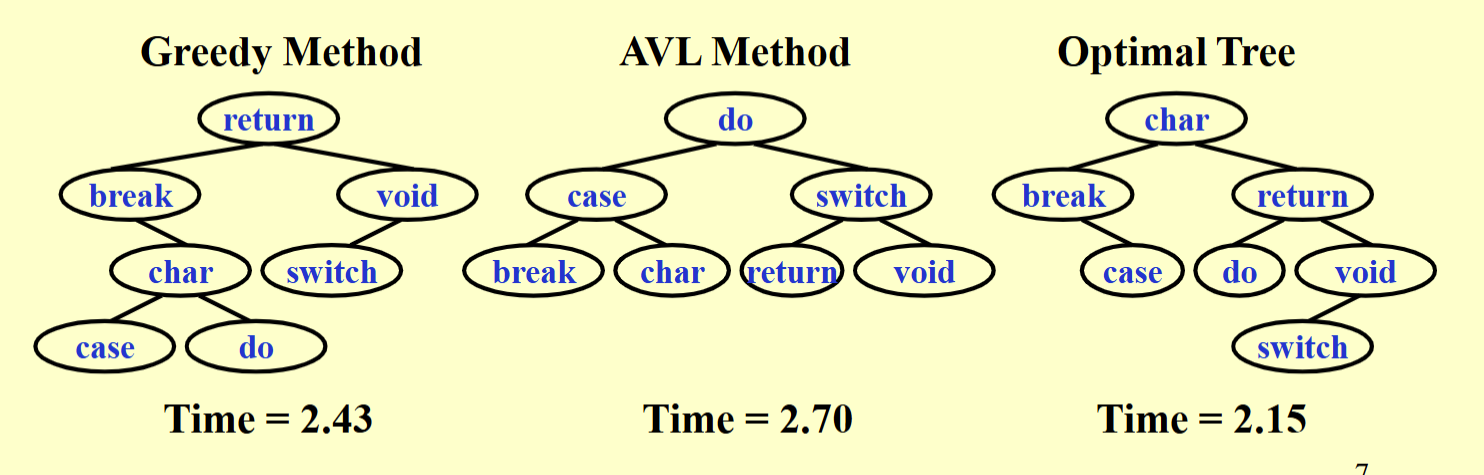 Greedy Method AVL Method Optimal Tree
return do char
break void case switch break return
char switch break char return void case do void
case do switch
Time = 2.43 Time = 2.70 Time = 2.15
7